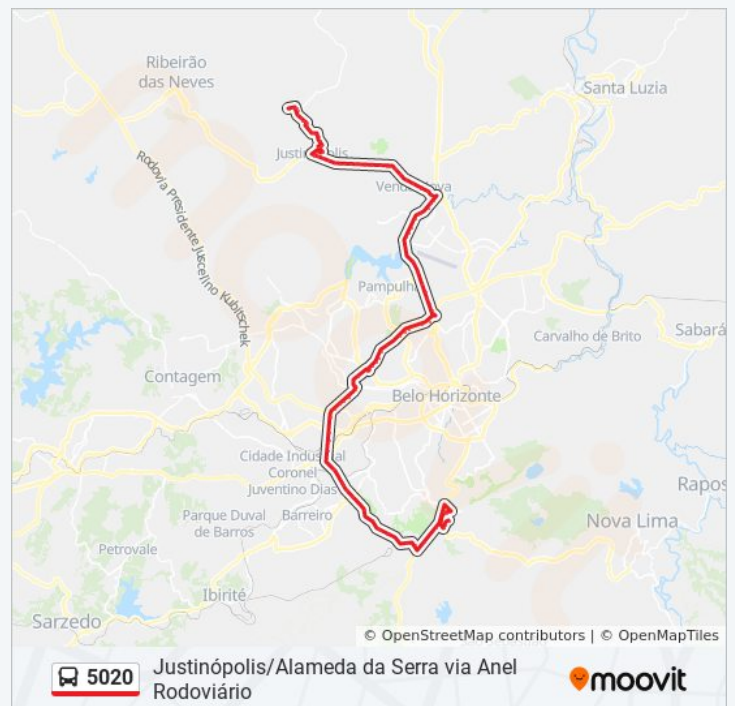 Ribeirão
das Neves
Santa Luzia
Rodovia Presidente Juscelino Kubitschek
Justinópolis
Venda Nova
Pampulha
Carvalho de Brito
Sabará
Contagem
Belo Horizonte
Cidade Industrial
Coronel
Juventino Dias
Raposos
Parque Duval
de Barros
Barreiro
Nova Lima
Petrovale
Ibirité
Sarzedo
© OpenStreetMap contributors | © OpenMapTiles
5020
Justinópolis/Alameda da Serra via Anel
Rodoviário
moovit